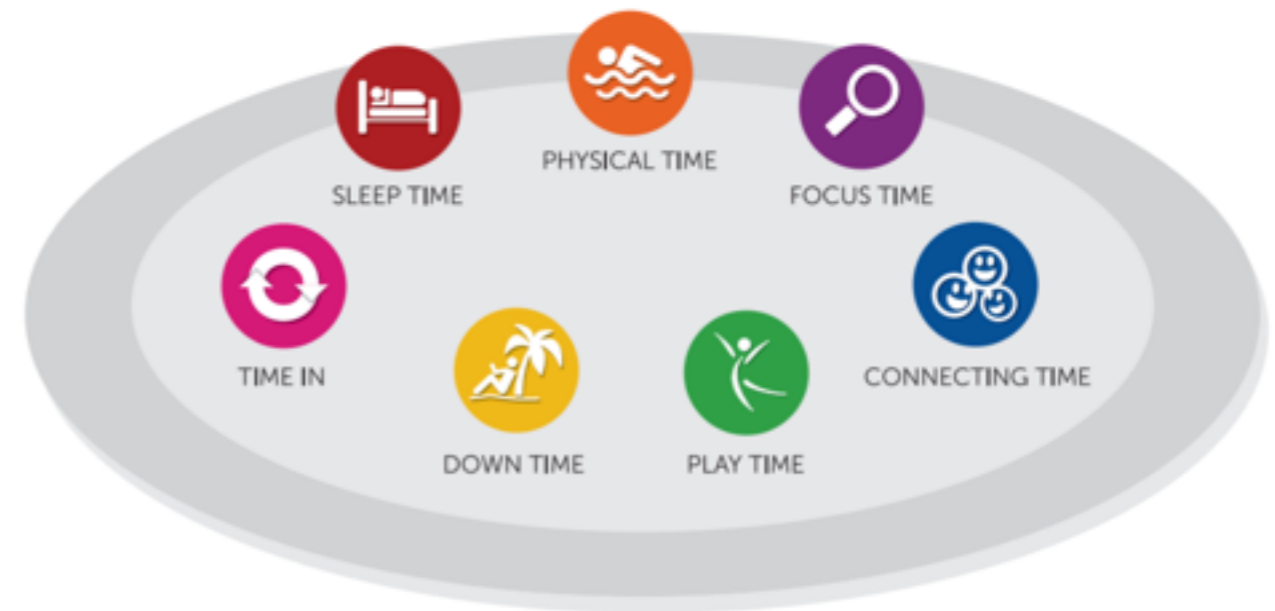 PHYSICAL TIME
SLEEP TIME
FOCUS TIME
TIME IN
CONNECTING TIME
DOWN TIME
PLAY TIME